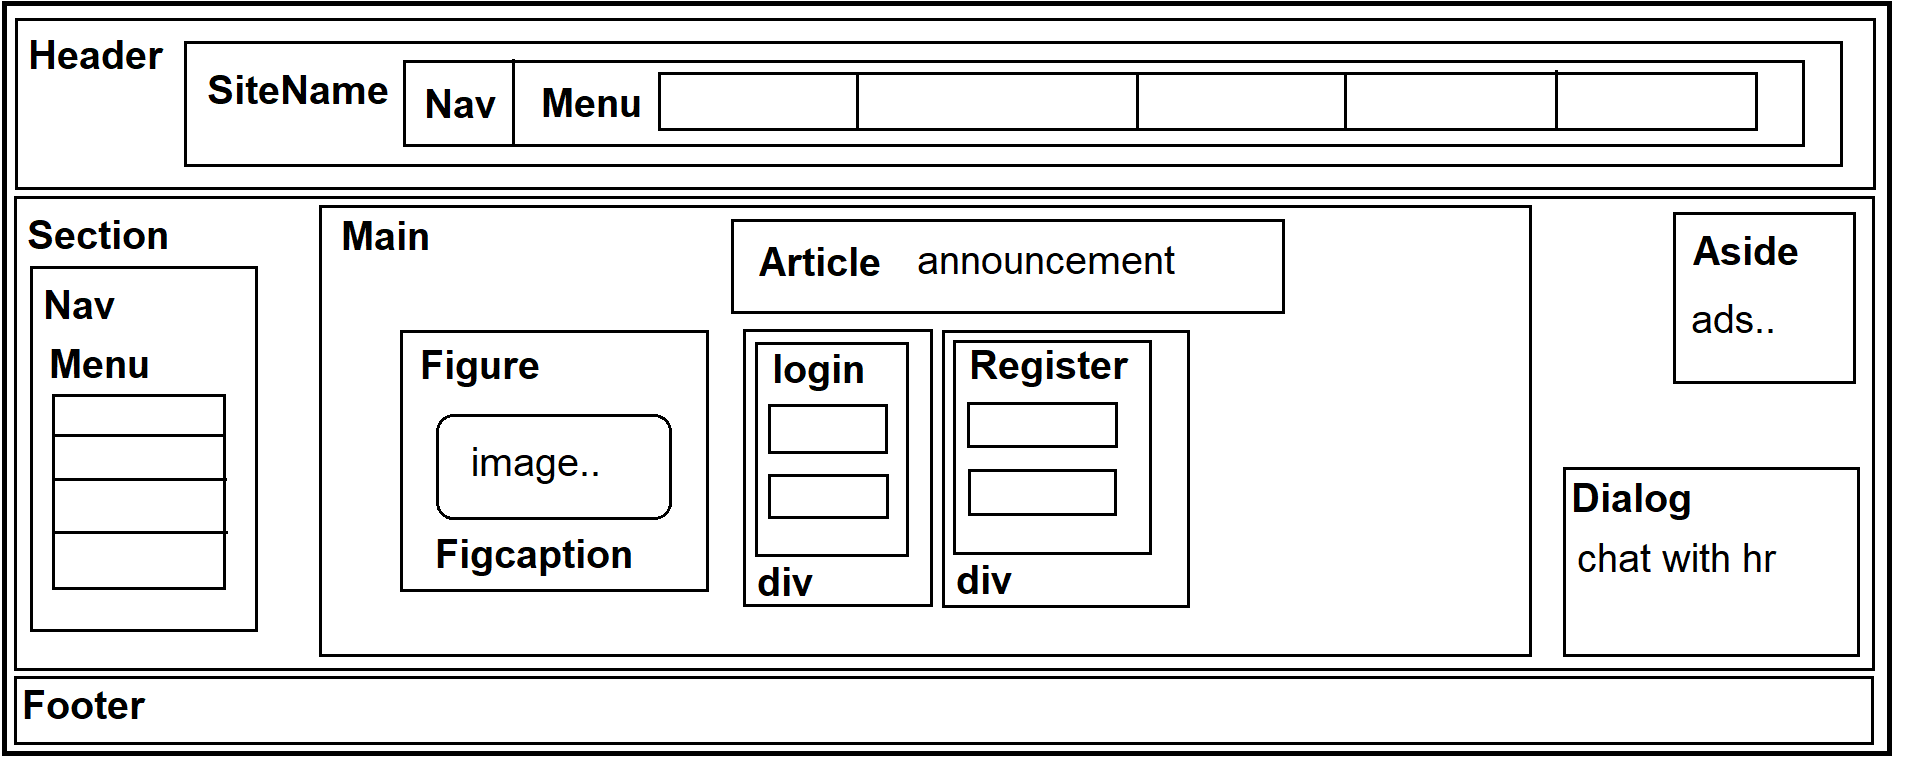 Header
SiteName
Nav
Menu
Section
Nav
Menu
Main
Article announcement
Figure
image..
Figcaption
login
div
Register
div
Aside
ads..
Dialog
chat with hr
Footer